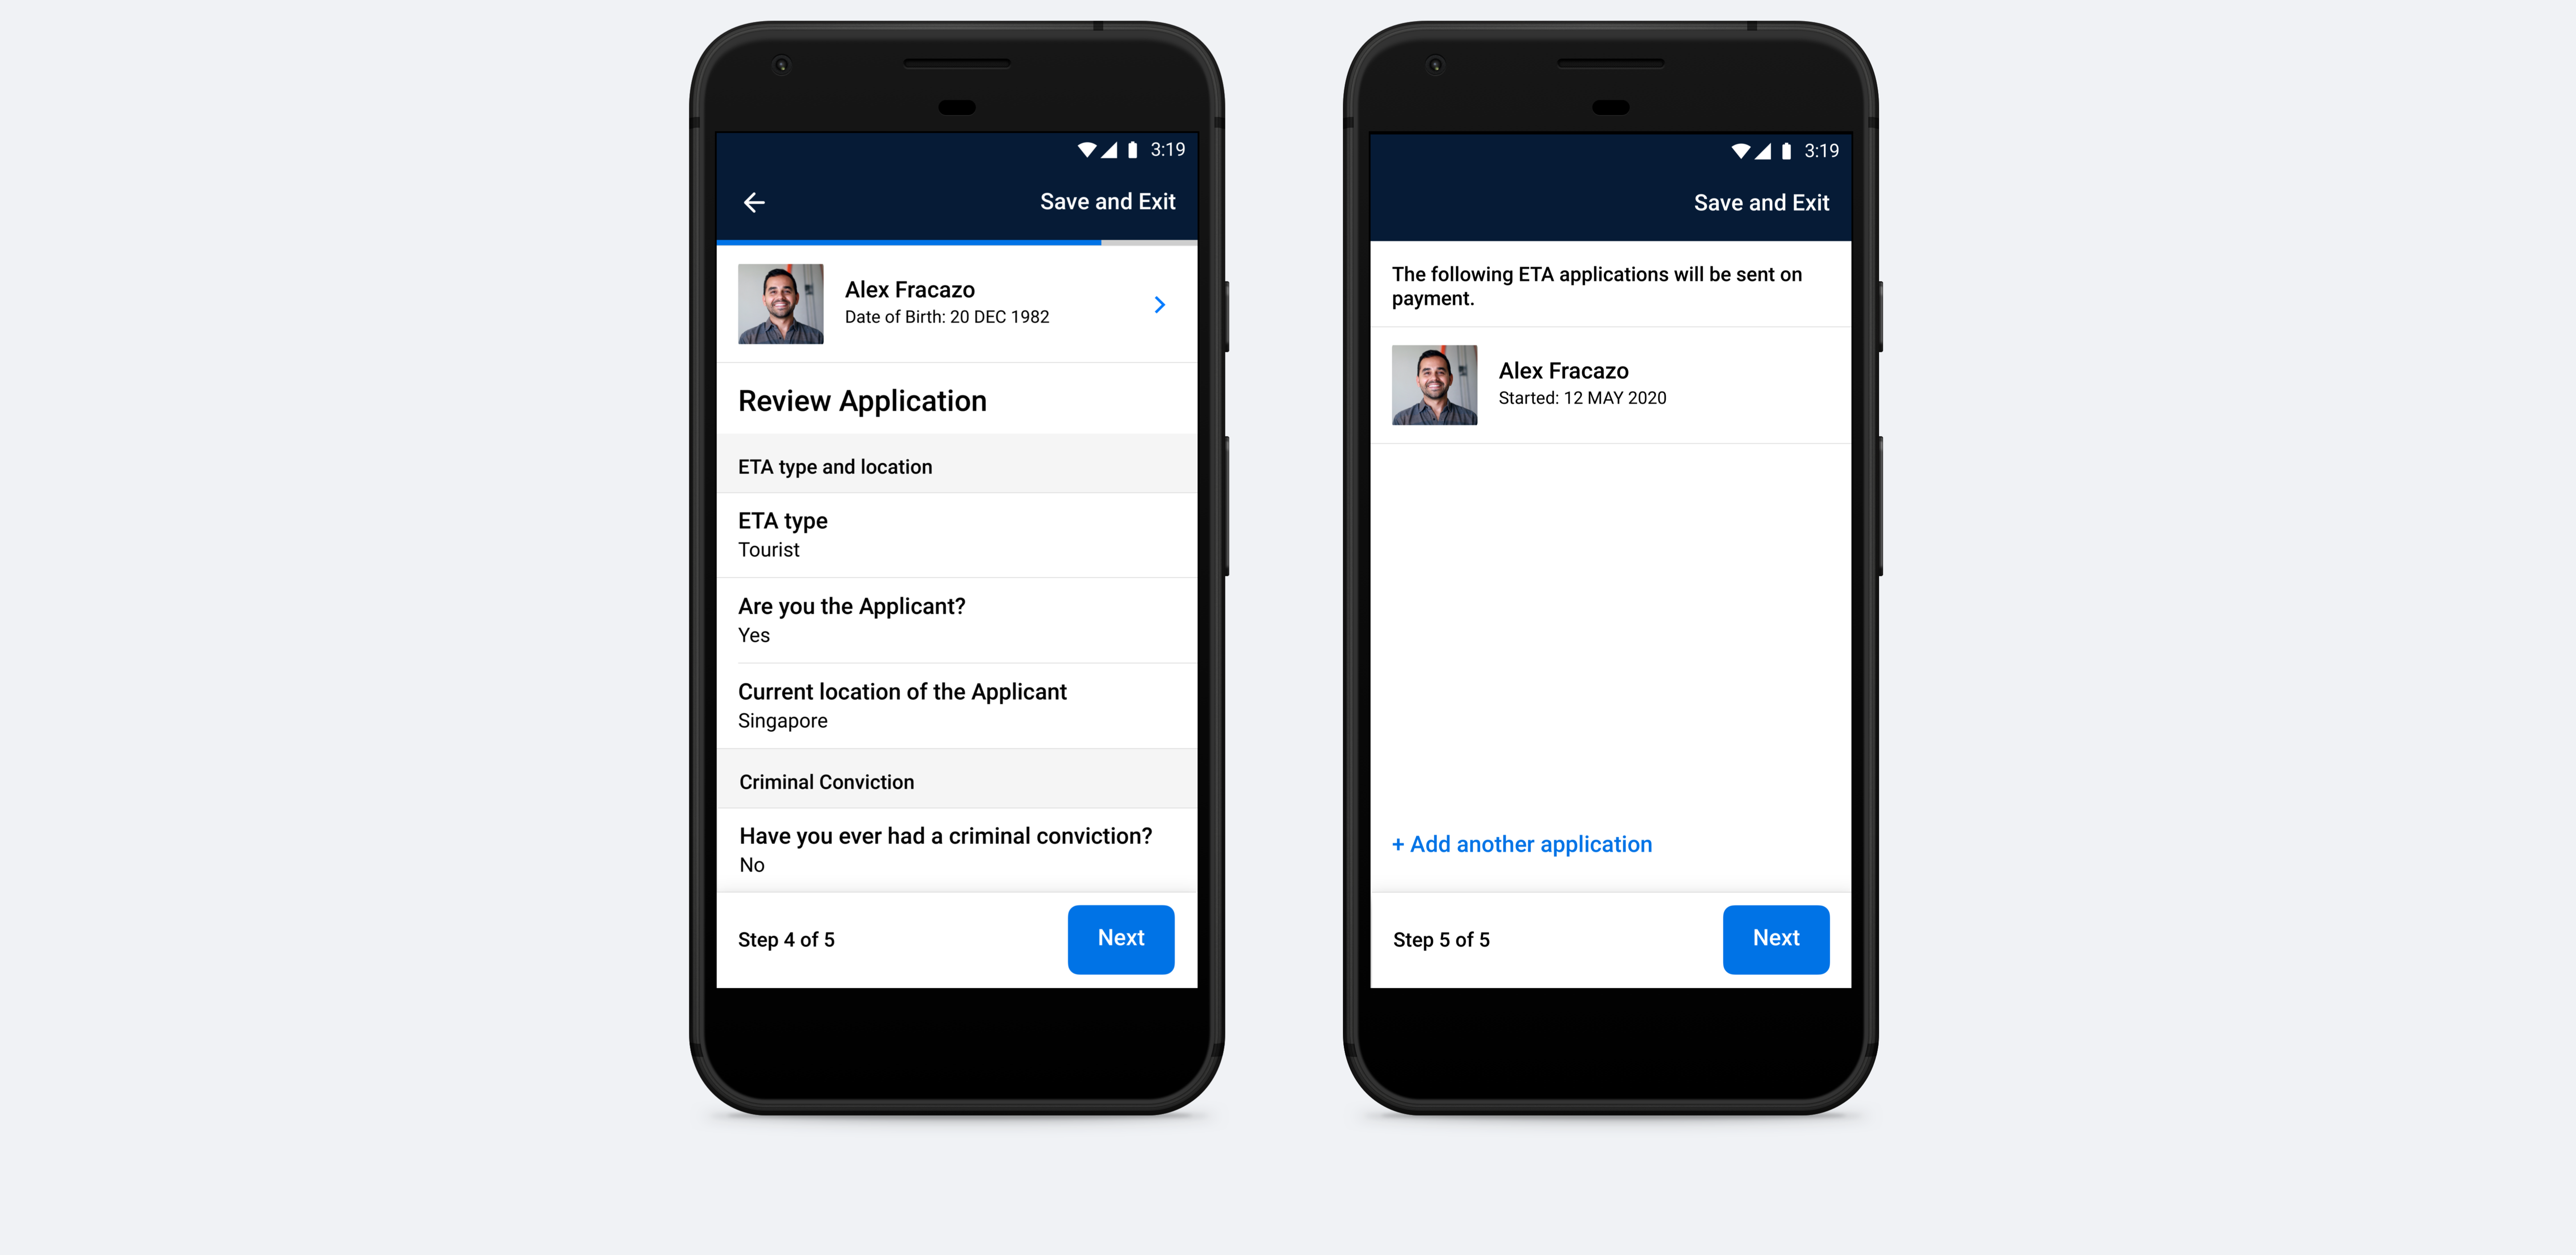 3:19
Save and Exit
Alex Fracazo
Date of Birth: 20 DEC 1982
Review Application
ETA type and location
ETA type
Tourist
Are you the Applicant?
Yes
Current location of the Applicant
Singapore
Criminal Conviction
Have you ever had a criminal conviction?
No
Step 4 of 5
Next
3:19
Save and Exit
The following ETA applications will be sent on
payment.
Alex Fracazo
Started: 12 MAY 2020
+ Add another application
Step 5 of 5
Next